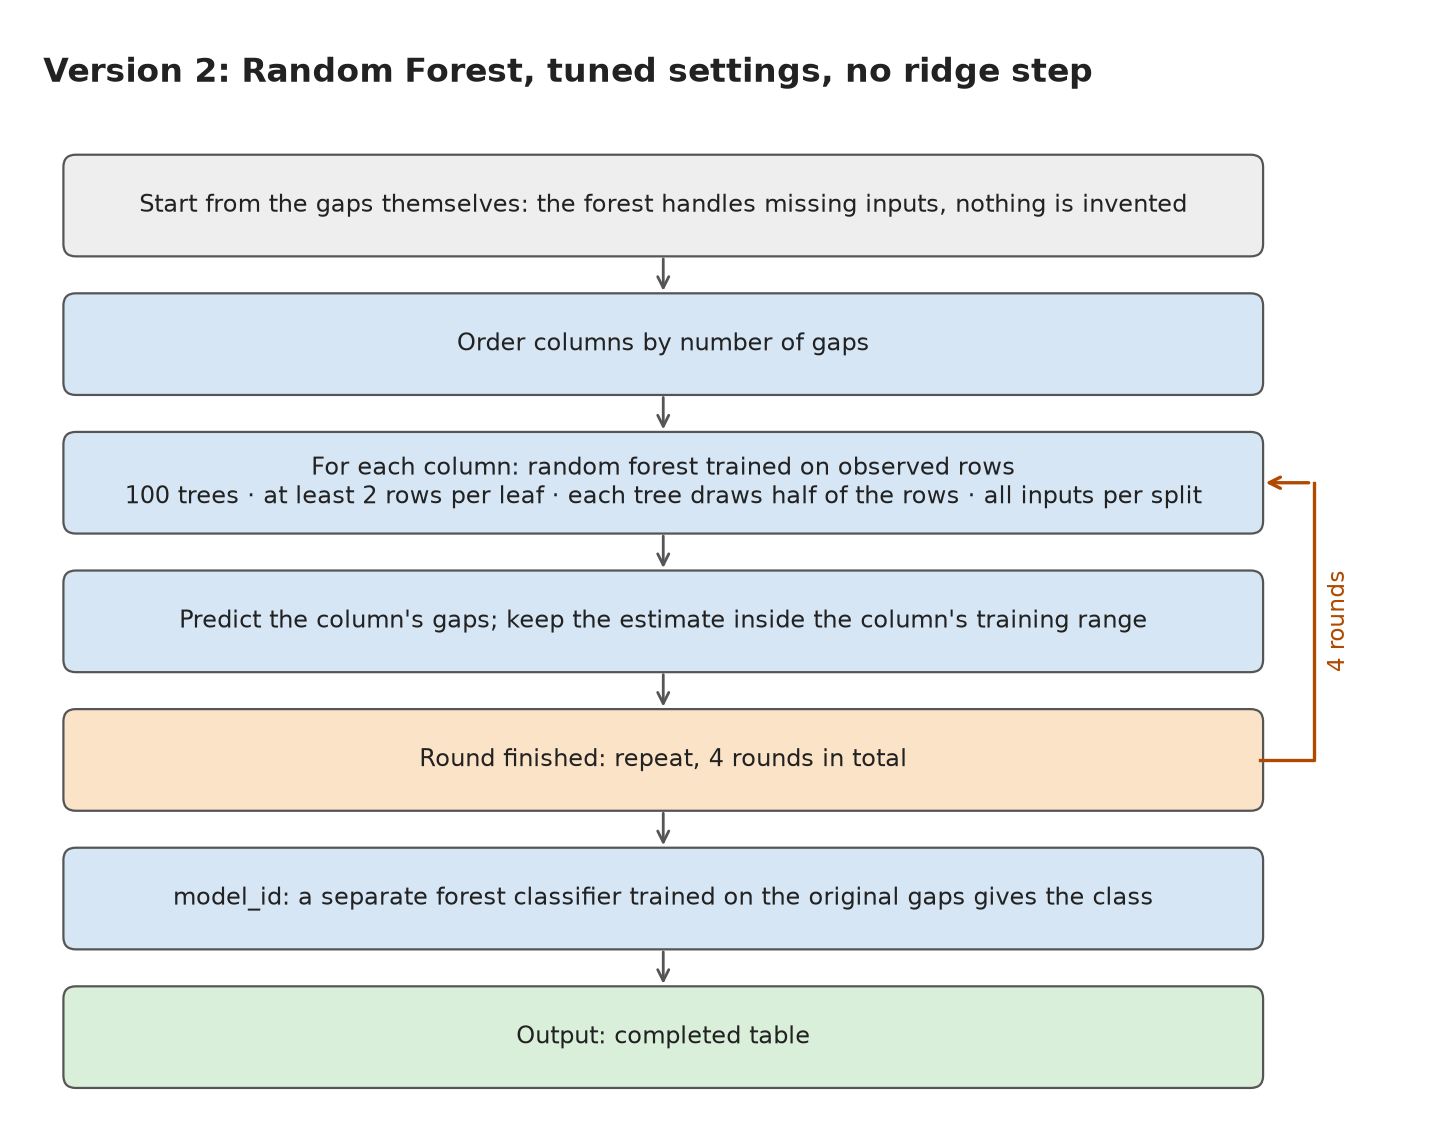 Version 2: Random Forest, tuned settings, no ridge step
Start from the gaps themselves: the forest handles missing inputs, nothing is invented
Order columns by number of gaps
For each column: random forest trained on observed rows
100 trees · at least 2 rows per leaf · each tree draws half of the rows · all inputs per split
Predict the column's gaps; keep the estimate inside the column's training range
4 rounds
Round finished: repeat, 4 rounds in total
model_id: a separate forest classifier trained on the original gaps gives the class
Output: completed table